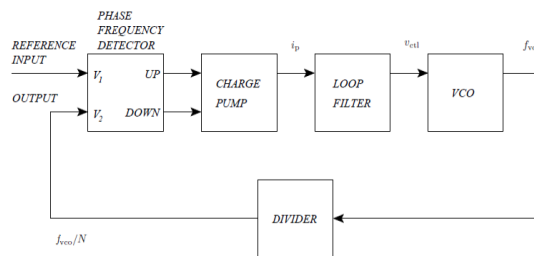 PHASE
FREQUENCY
DETECTOR
REFERENCE
INPUT
OUTPUT
V1
UP
V2
DOWN
CHARGE
PUMP
ip
LOOP
FILTER
vctl
VCO
fvc
DIVIDER
fvco/N